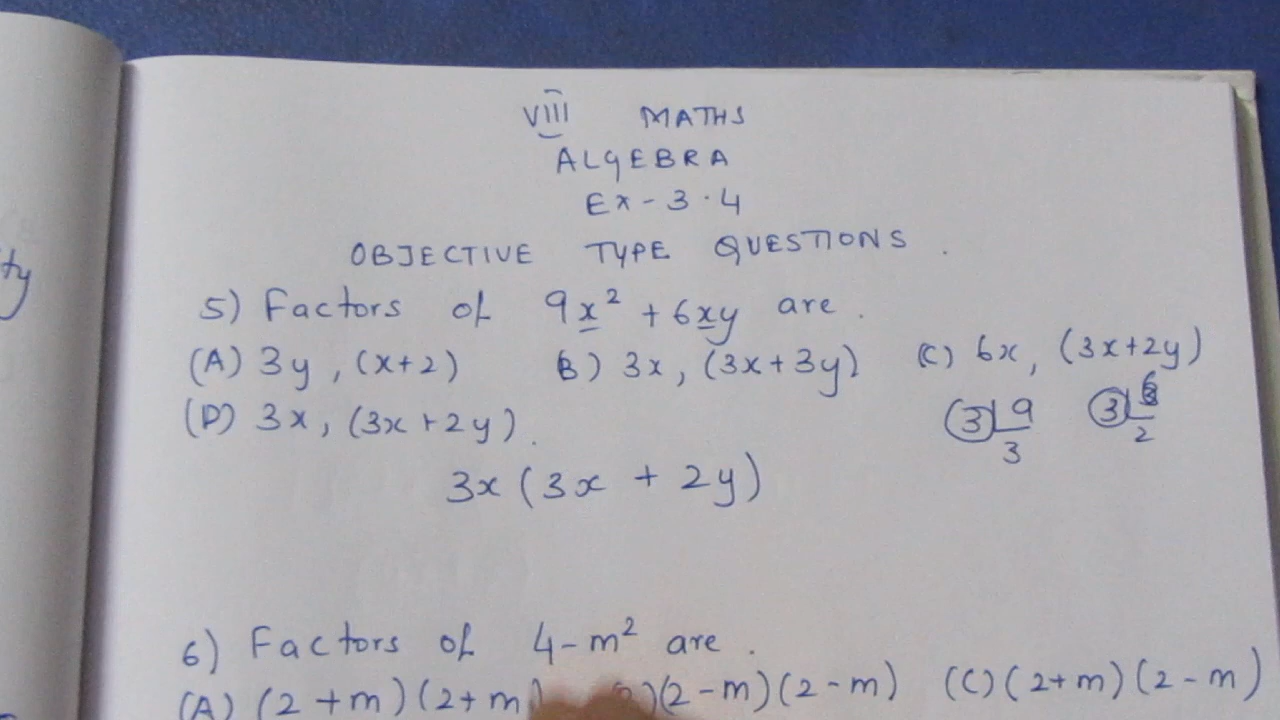 VIII MATHS
ALGEBRA
Ex - 3.4
OBJECTIVE TYPE QUESTIONS.
5) Factors of 9x² + 6xy are.
(A) 3y, (x+2) B) 3x, (3x+3y) (C) 6x, (3x+2y)
(D) 3x, (3x+2y).
3 9 3 6
3 2
3x (3x + 2y)
6) Factors of 4-m² are.
(A) (2+m)(2+m) (2-m)(2-m) (C) (2+m)(2-m)
ty